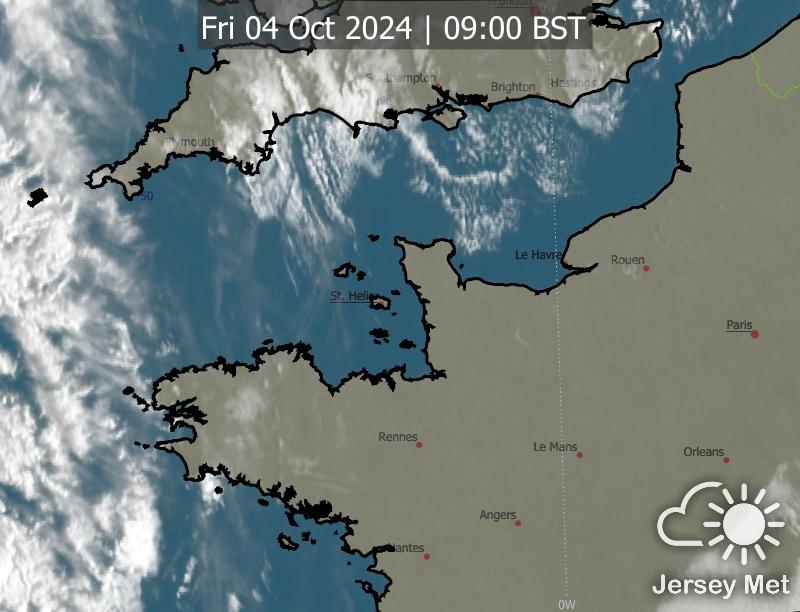 London
0W
Fri 04 Oct 2024 | 09:00 BST
Southampton
Brighton
Hastings
Plymouth
50
Le Havre
Rouen
St. Helier
Paris
Rennes
Le Mans
Orleans
Angers
Nantes
Jersey Met
0W